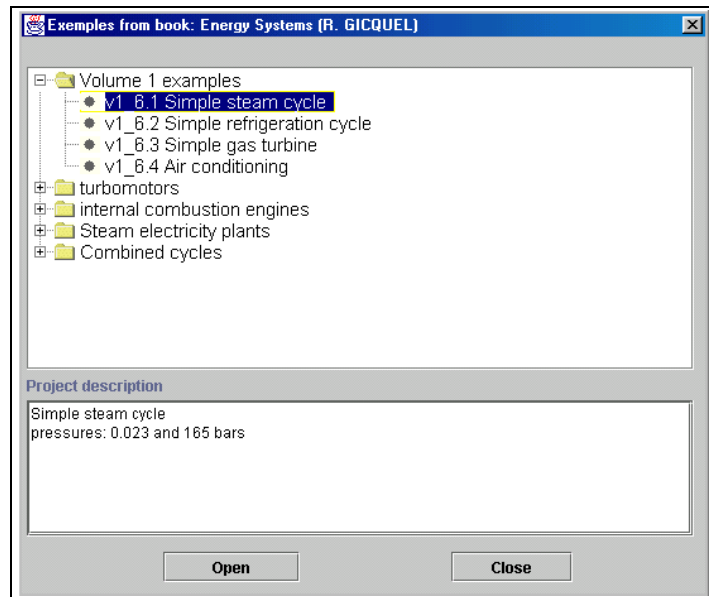 Exemples from book: Energy Systems (R. GICQUEL)
Volume 1 examples
v1_6.1 Simple steam cycle
v1_6.2 Simple refrigeration cycle
v1_6.3 Simple gas turbine
v1_6.4 Air conditioning
turbomotors
internal combustion engines
Steam electricity plants
Combined cycles
Project description
Simple steam cycle
pressures: 0.023 and 165 bars
Open Close